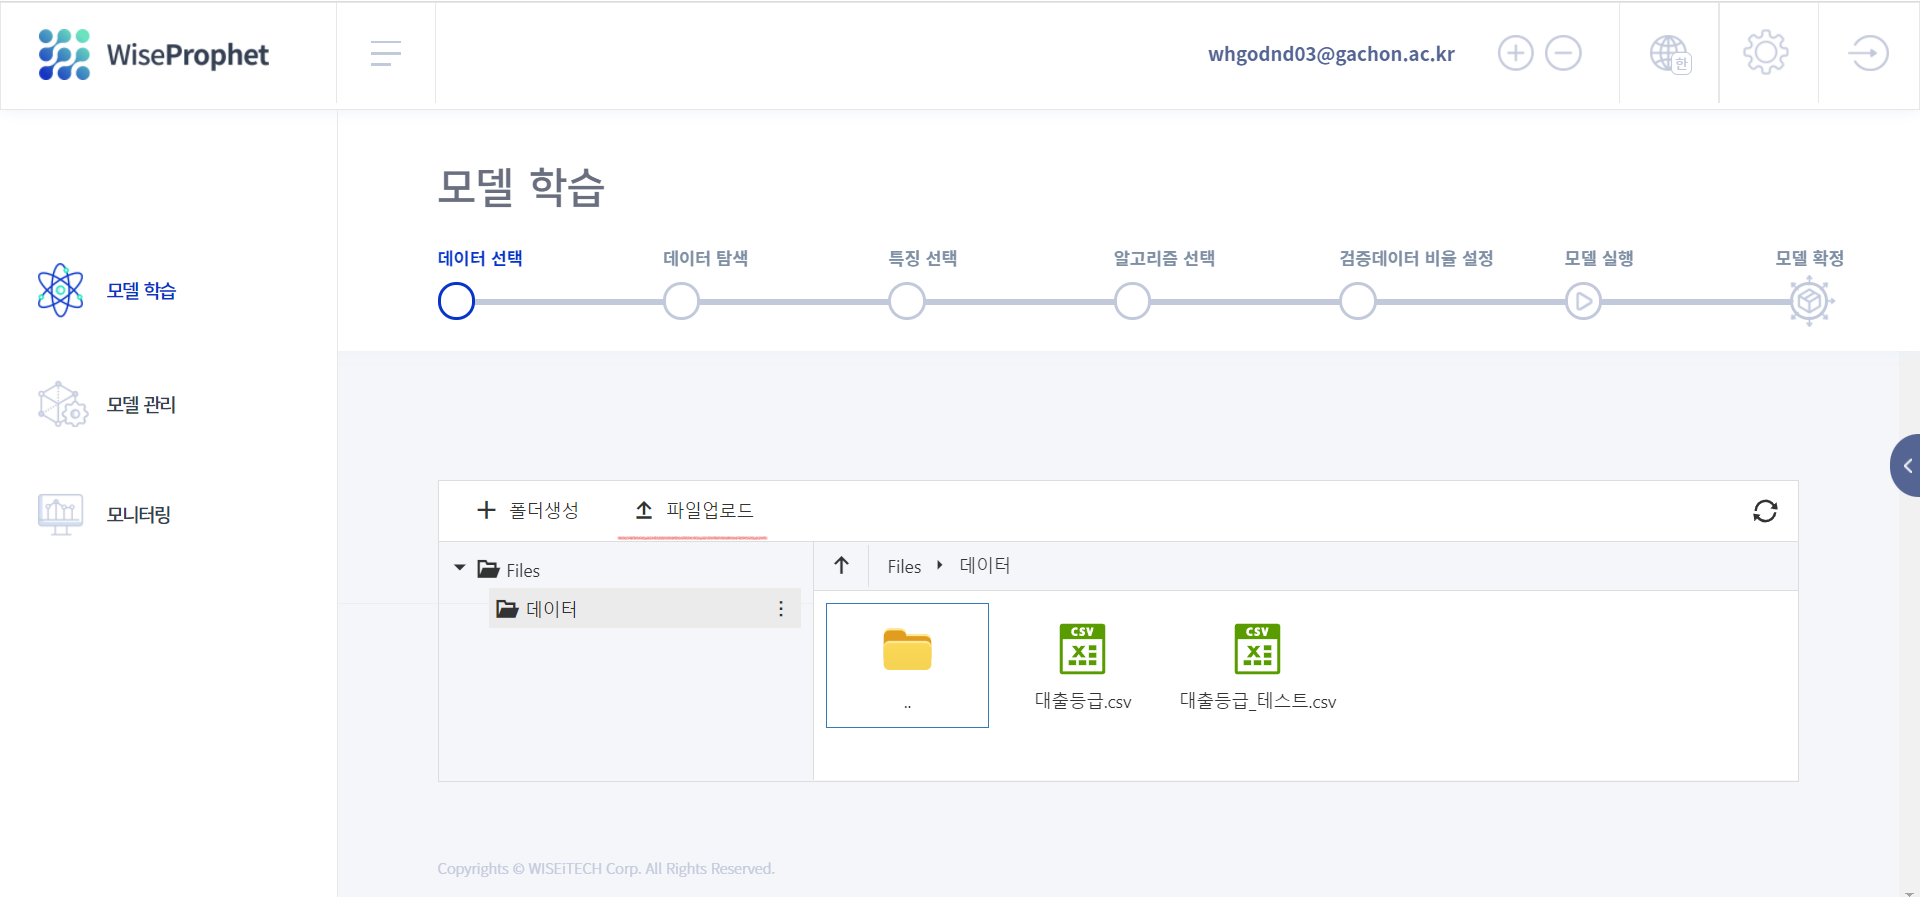 WiseProphet
whgodnd03@gachon.ac.kr
한
모델 학습
모델 관리
모니터링
모델 학습
데이터 선택 데이터 탐색 특징 선택 알고리즘 선택 검증데이터 비율 설정 모델 실행 모델 확정
폴더생성 파일업로드
Files
데이터
Files 데이터
..
CSV
대출등급.csv
CSV
대출등급_테스트.csv
Copyrights © WISEiTECH Corp. All Rights Reserved.